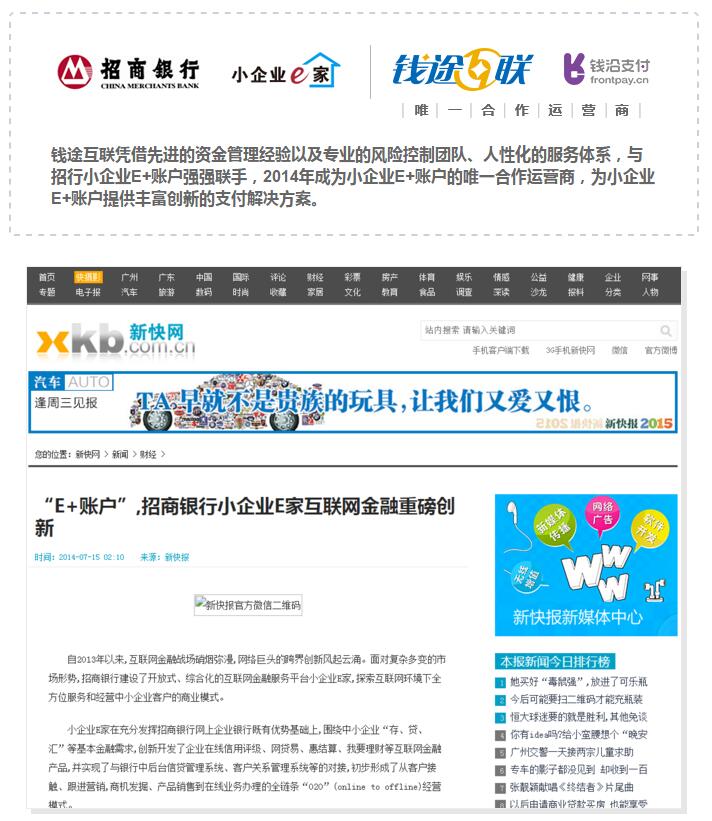 招商银行
CHINA MERCHANTS BANK
小企业e家
钱途互联
钱沿支付
frontpay.cn
唯一合作运营商
钱途互联凭借先进的资金管理经验以及专业的风险控制团队、人性化的服务体系，与
招行小企业E+账户强强联手，2014年成为小企业E+账户的唯一合作运营商，为小企业
E+账户提供丰富创新的支付解决方案。
首页 快摄影 广州 广东 中国 国际 评论 财经 彩票 房产 体育 娱乐 情感 公益 健康 企业 网事
专题 电子报 汽车 旅游 数码 时尚 收藏 家居 文化 教育 食品 调查 深读 沙龙 报料 分类 人物
xkb.com.cn
新快网
站内搜索 请输入关键词
手机客户端下载 3G手机新快网 微信 官方微博
汽车 AUTO
逢周三见报
TA早就不是贵族的玩具,让我们又爱又恨。
新快报2015
您的位置: 新快网 > 新闻 > 财经 >
“E+账户”,招商银行小企业E家互联网金融重磅创
新
时间: 2014-07-15 02:10 来源: 新快报
新快报官方微信二维码
自2013年以来,互联网金融战场硝烟弥漫,网络巨头的跨界创新风起云涌。面对复杂多变的市
场形势,招商银行建设了开放式、综合化的互联网金融服务平台小企业E家,探索互联网环境下全
方位服务和经营中小企业客户的商业模式。
小企业E家在充分发挥招商银行网上企业银行既有优势基础上,围绕中小企业“存、贷、
汇”等基本金融需求,创新开发了企业在线信用评级、网贷易、惠结算、我要理财等互联网金融
产品,并实现了与银行中后台信贷管理系统、客户关系管理系统等的对接,初步形成了从客户接
触、跟进营销,商机发掘、产品销售到在线业务办理的全链条“O2O”(online to offline)经营
模式。
新媒体
传播
网络
广告
软件
开发
无线
增值
WWW
新快报新媒体中心
本报新闻今日排行榜
1 她买好“毒鼠强”,放进了可乐瓶
2 今后可能要扫二维码才能充瓶装
3 恒大球迷要的就是胜利,其他免谈
4 你有idea吗?给小蛮腰想个“晚安
5 广州交警一天接两宗儿童求助
6 专车的影子都没见到 却收到一百
7 张靓颖献唱《终结者》片尾曲
8 以后申请商业贷款买房 也能享受